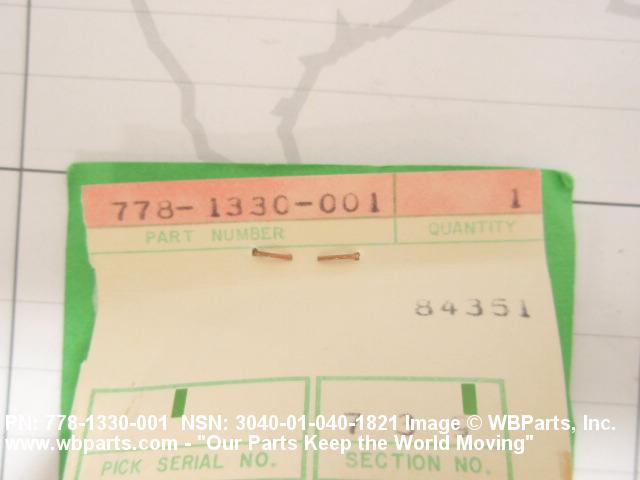 778-1330-001 1
PART NUMBER QUANTITY
84351
PN: 778-1330-001 NSN: 3040-01-040-1821 Image © WBParts, Inc.
www.wbparts.com - "Our Parts Keep the World Moving"
PICK SERIAL NO. SECTION NO.